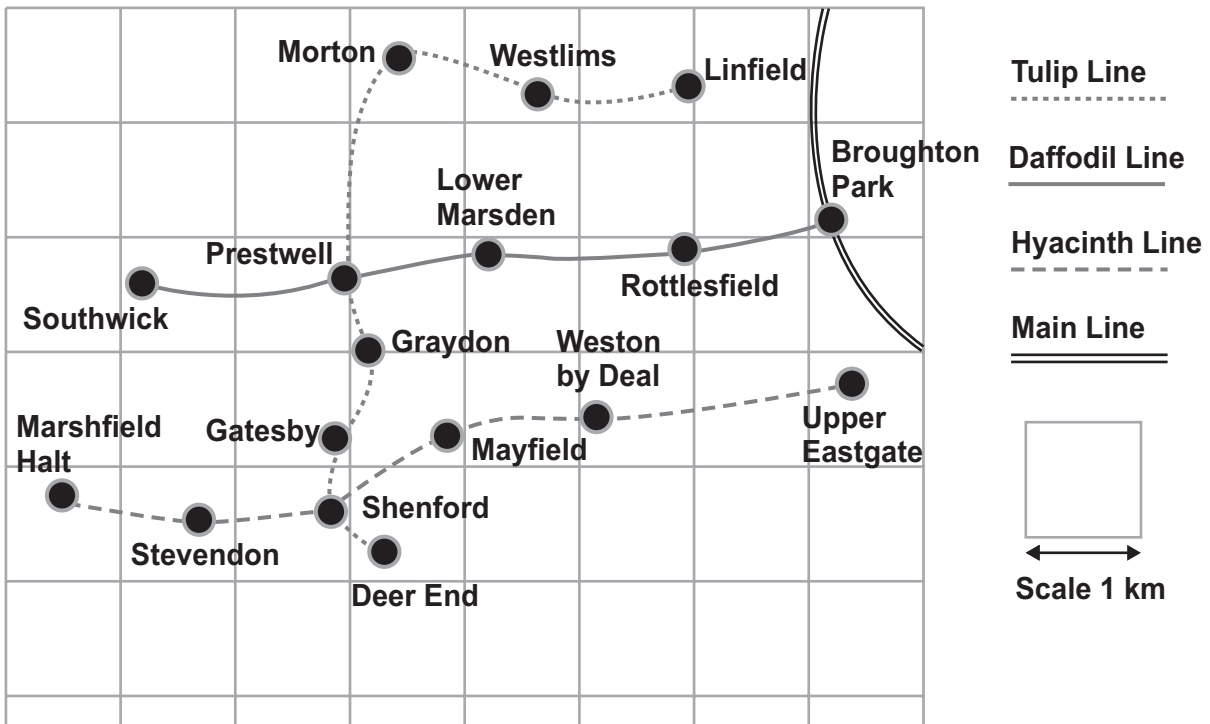 Morton
Westlims
Linfield
Broughton
Park
Lower
Marsden
Prestwell
Rottlesfield
Southwick
Graydon
Weston
by Deal
Marshfield
Halt
Gatesby
Mayfield
Upper
Eastgate
Shenford
Stevendon
Deer End
Tulip Line
Daffodil Line
Hyacinth Line
Main Line
Scale 1 km